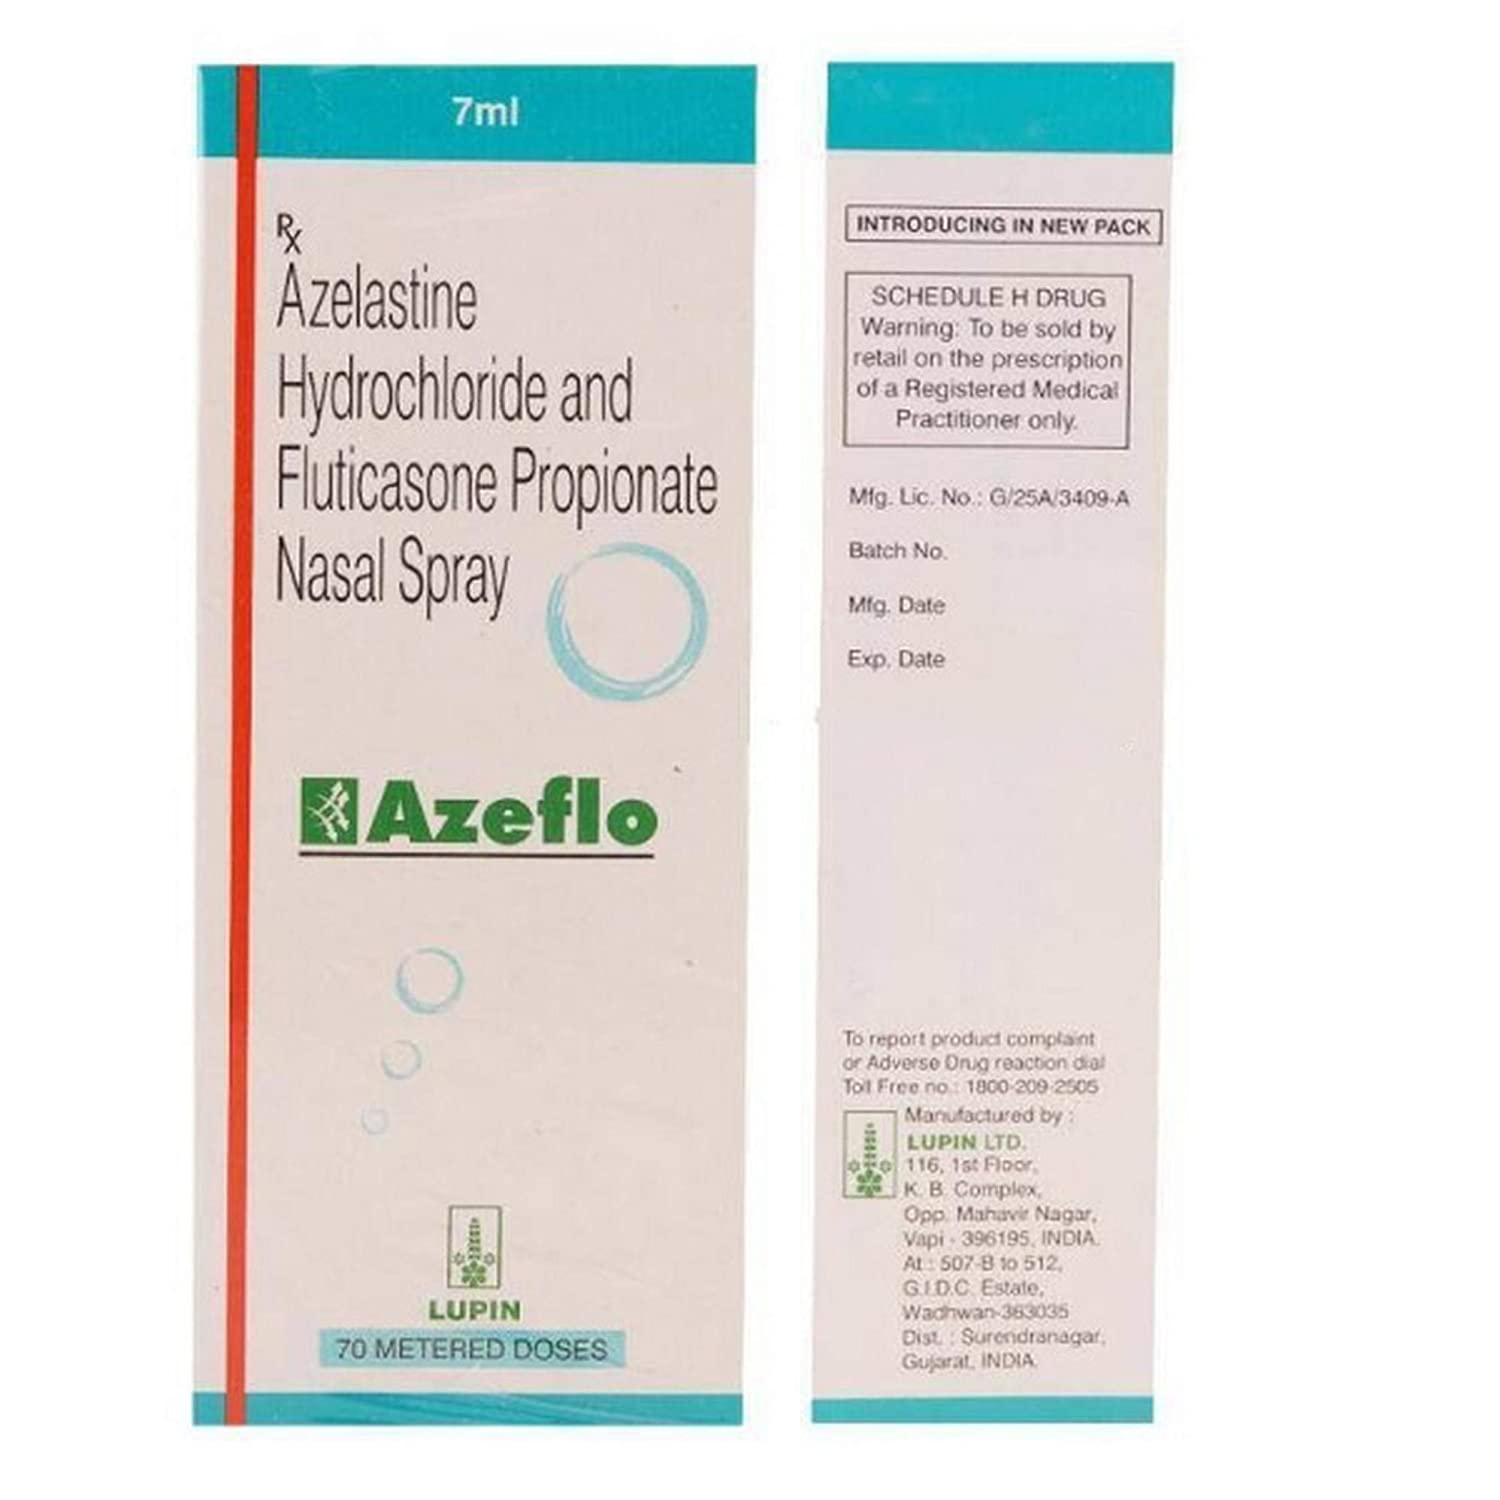 7ml
Rx
Azelastine
Hydrochloride and
Fluticasone Propionate
Nasal Spray
Azeflo
LUPIN
70 METERED DOSES
INTRODUCING IN NEW PACK
SCHEDULE H DRUG
Warning: To be sold by
retail on the prescription
of a Registered Medical
Practitioner only.
Mfg. Lic. No.: G/25A/3409-A
Batch No.
Mfg. Date
Exp. Date
To report product complaint
or Adverse Drug reaction dial
Toll Free no.: 1800-209-2505
Manufactured by :
LUPIN LTD.
116, 1st Floor,
K. B. Complex,
Opp. Mahavir Nagar,
Vapi - 396195, INDIA.
At : 507-B to 512,
G.I.D.C. Estate,
Wadhwan-363035
Dist. : Surendranagar,
Gujarat, INDIA.